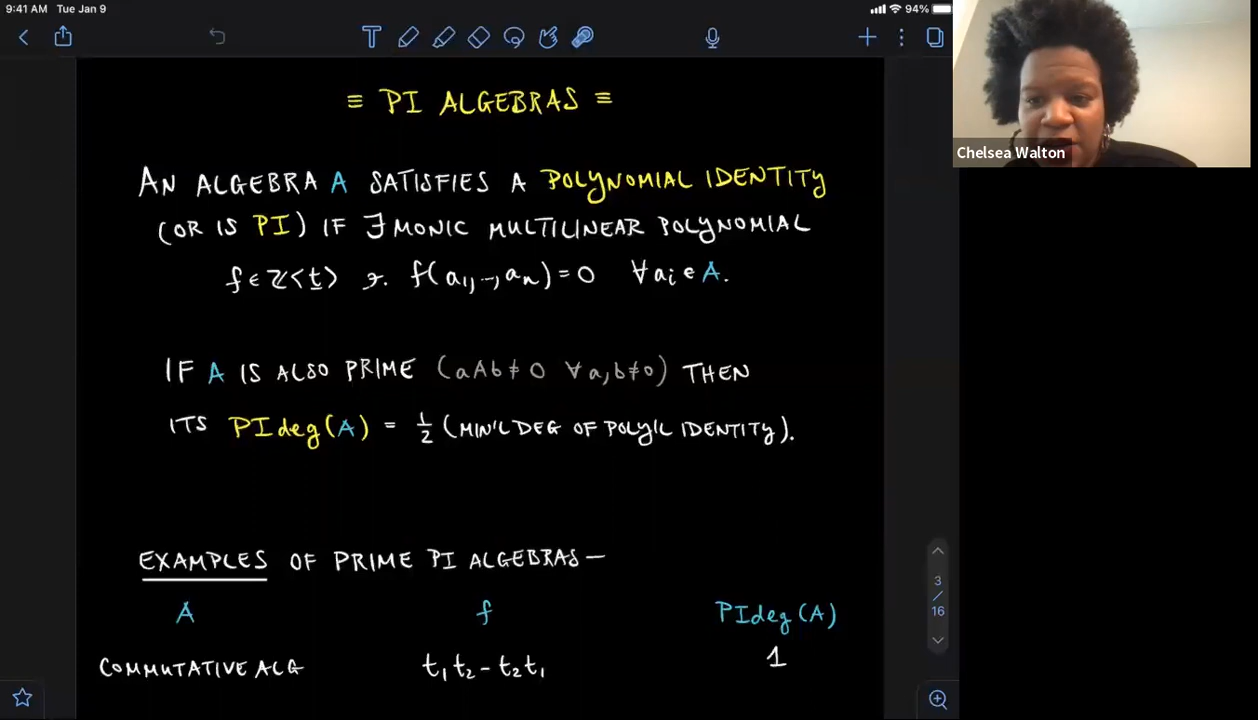 9:41 AM Tue Jan 9
94%
≡ PI ALGEBRAS ≡
Chelsea Walton
AN ALGEBRA A SATISFIES A POLYNOMIAL IDENTITY
(OR IS PI) IF ∃ MONIC MULTILINEAR POLYNOMIAL
f ∈ ℤ<t> ∋. f(a₁, .., aₙ) = 0 ∀ aᵢ ∈ A.
IF A IS ALSO PRIME (aAb ≠ 0 ∀ a, b ≠ 0) THEN
ITS PIdeg(A) = 1/2 (MIN'L DEG OF POLY'L IDENTITY).
EXAMPLES OF PRIME PI ALGEBRAS —
A f PIdeg(A)
COMMUTATIVE ALG t₁t₂ - t₂t₁ 1
3
/
16